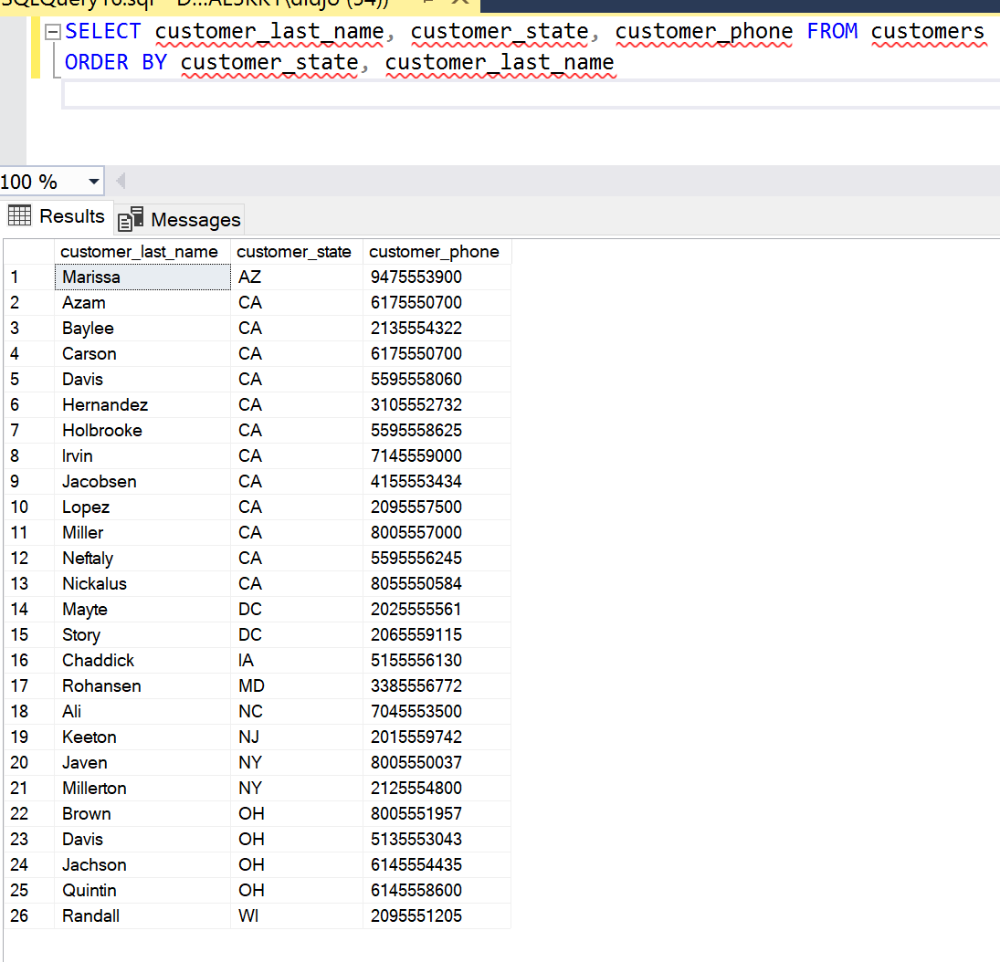 SELECT customer_last_name, customer_state, customer_phone FROM customers
ORDER BY customer_state, customer_last_name
100 %
Results Messages
customer_last_name customer_state customer_phone
1 Marissa AZ 9475553900
2 Azam CA 6175550700
3 Baylee CA 2135554322
4 Carson CA 6175550700
5 Davis CA 5595558060
6 Hernandez CA 3105552732
7 Holbrooke CA 5595558625
8 Irvin CA 7145559000
9 Jacobsen CA 4155553434
10 Lopez CA 2095557500
11 Miller CA 8005557000
12 Neftaly CA 5595556245
13 Nickalus CA 8055550584
14 Mayte DC 2025555561
15 Story DC 2065559115
16 Chaddick IA 5155556130
17 Rohansen MD 3385556772
18 Ali NC 7045553500
19 Keeton NJ 2015559742
20 Javen NY 8005550037
21 Millerton NY 2125554800
22 Brown OH 8005551957
23 Davis OH 5135553043
24 Jachson OH 6145554435
25 Quintin OH 6145558600
26 Randall WI 2095551205